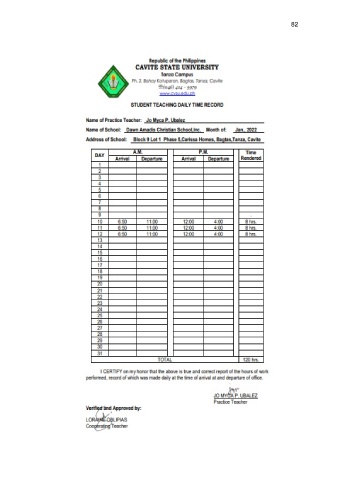 82
Republic of the Philippines
CAVITE STATE UNIVERSITY
Tanza Campus
Ph. 2, Bahay Katuparan, Bagtas, Tanza, Cavite
(046) 414 - 3979
www.cvsu.edu.ph
STUDENT TEACHING DAILY TIME RECORD
Name of Practice Teacher: Jo Myca P. Ubalez
Name of School: Dawn Amadis Christian School,Inc. Month of: Jan. 2022
Address of School: Block 9 Lot 1 Phase 5,Carissa Homes, Bagtas,Tanza, Cavite
DAY A.M. P.M. Time Rendered
Arrival Departure Arrival Departure
1
2
3
4
5
6
7
8
9
10 6:50 11:00 12:00 4:00 8 hrs.
11 6:50 11:00 12:00 4:00 8 hrs.
12 6:50 11:00 12:00 4:00 8 hrs.
13
14
15
16
17
18
19
20
21
22
23
24
25
26
27
28
29
30
31
TOTAL 120 hrs.
I CERTIFY on my honor that the above is true and correct report of the hours of work
performed, record of which was made daily at the time of arrival at and departure of office.
JO MYCA P. UBALEZ
Practice Teacher
Verified and Approved by:
Cooperating Teacher